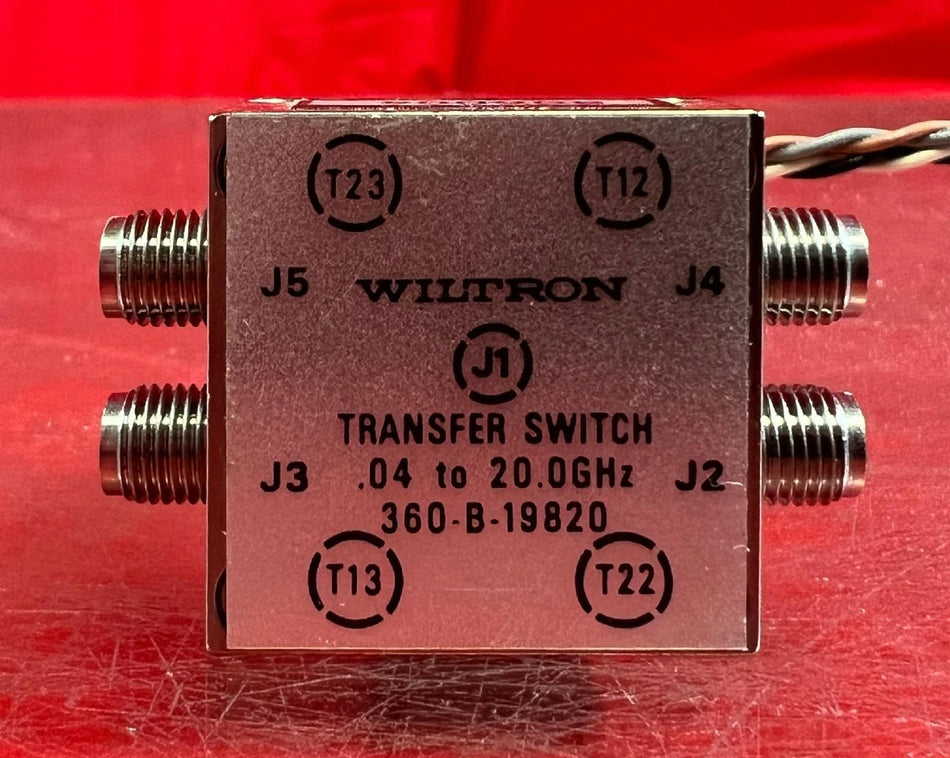 T23 T12
J5 WILTRON J4
J1
TRANSFER SWITCH
J3 .04 to 20.0GHz J2
360-B-19820
T13 T22